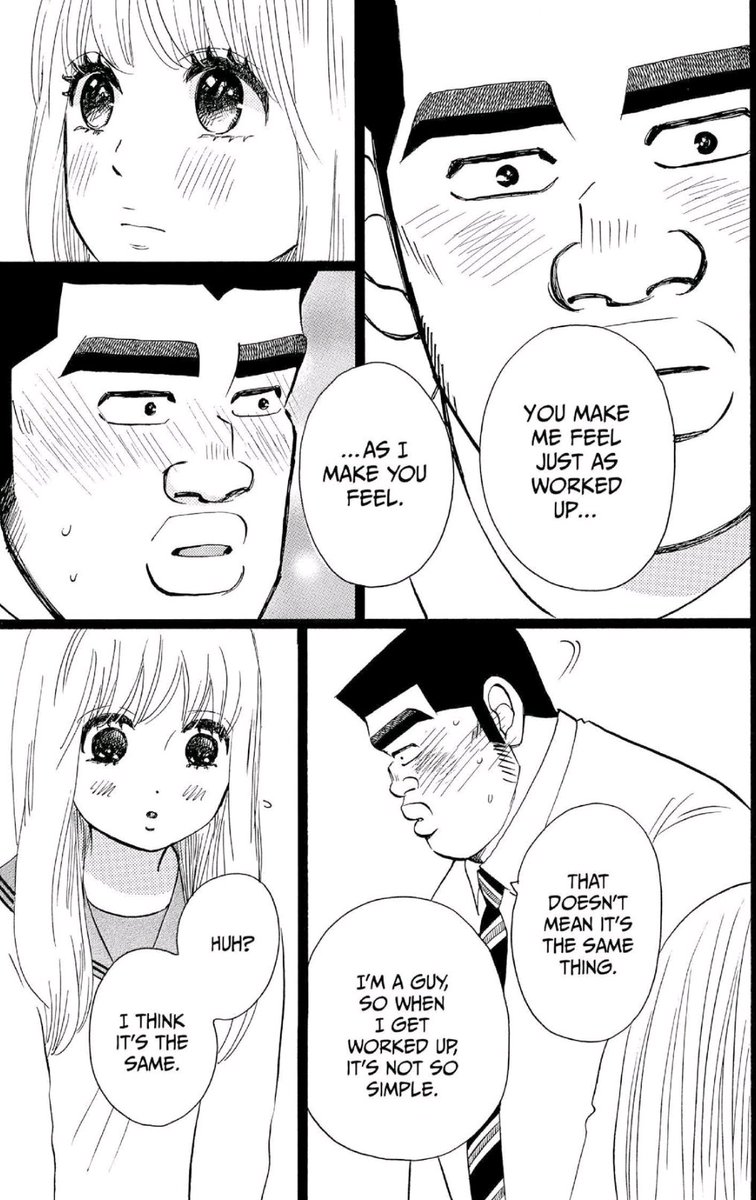 YOU MAKE
ME FEEL
JUST AS
WORKED
UP...
...AS I
MAKE YOU
FEEL.
THAT
DOESN'T
MEAN IT'S
THE SAME
THING.
I'M A GUY,
SO WHEN
I GET
WORKED UP,
IT'S NOT SO
SIMPLE.
HUH?
I THINK
IT'S THE
SAME.